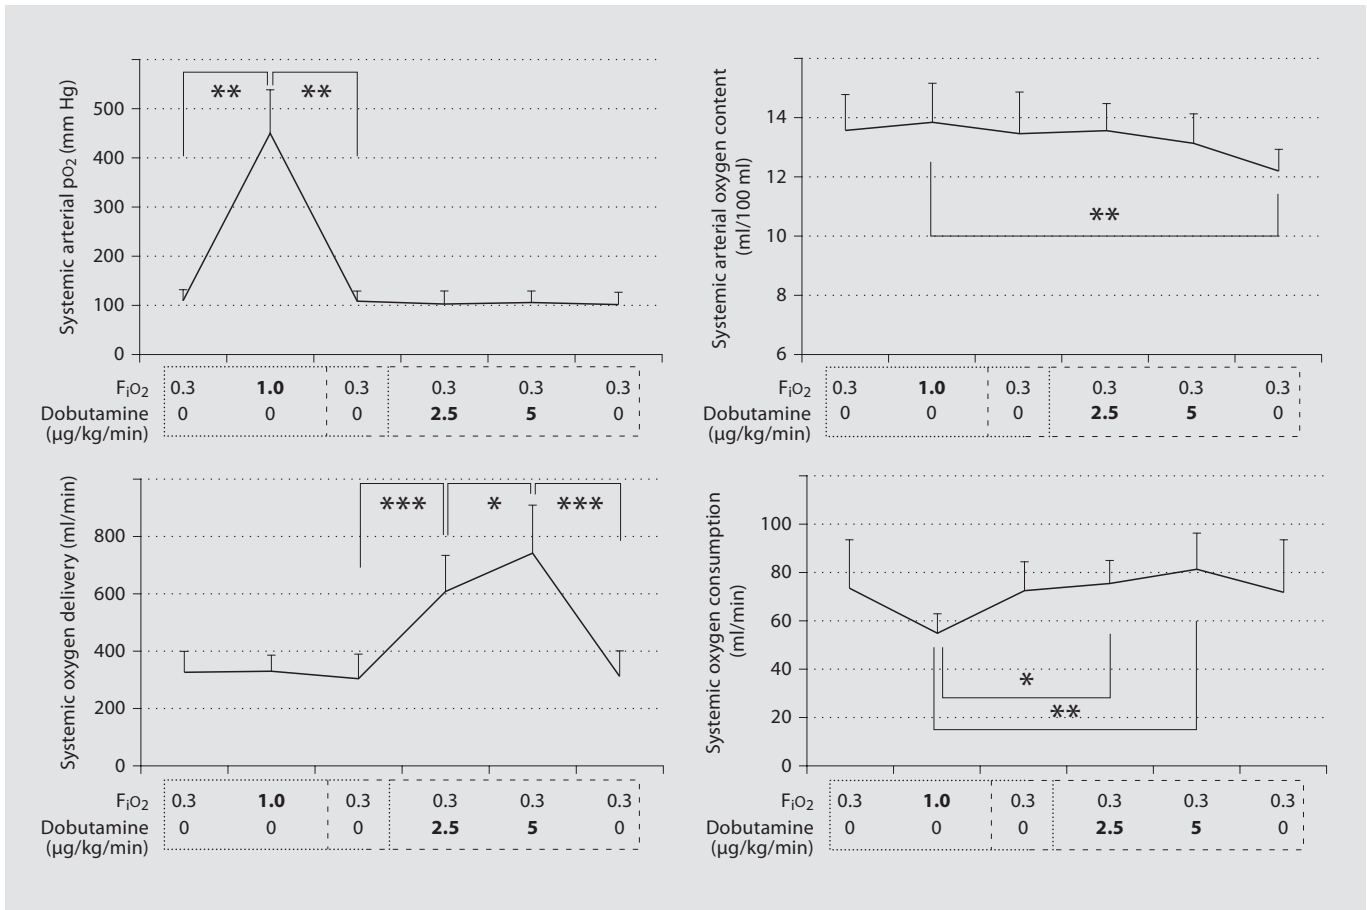 Systemic arterial pO2 (mm Hg)
500
400
300
200
100
0
** **
FiO2 0.3 1.0 0.3 0.3 0.3 0.3
Dobutamine 0 0 0 2.5 5 0
(µg/kg/min)
Systemic arterial oxygen content
(ml/100 ml)
14
12
10
8
6
**
FiO2 0.3 1.0 0.3 0.3 0.3 0.3
Dobutamine 0 0 0 2.5 5 0
(µg/kg/min)
Systemic oxygen delivery (ml/min)
800
600
400
200
0
*** * ***
FiO2 0.3 1.0 0.3 0.3 0.3 0.3
Dobutamine 0 0 0 2.5 5 0
(µg/kg/min)
Systemic oxygen consumption
(ml/min)
100
80
60
40
20
0
*
**
FiO2 0.3 1.0 0.3 0.3 0.3 0.3
Dobutamine 0 0 0 2.5 5 0
(µg/kg/min)